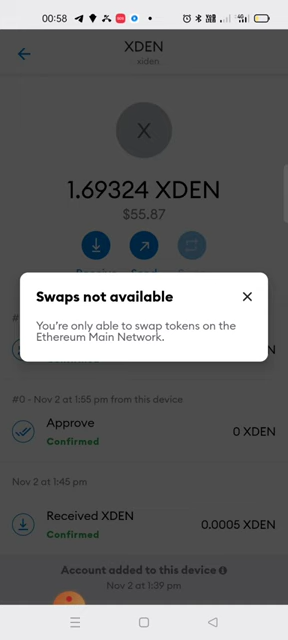 00:58
XDEN
xiden
X
1.69324 XDEN
$55.87
Swaps not available
You're only able to swap tokens on the
Ethereum Main Network.
#0 - Nov 2 at 1:55 pm from this device
Approve
0 XDEN
Confirmed
Nov 2 at 1:45 pm
Received XDEN
0.0005 XDEN
Confirmed
Account added to this device
Nov 2 at 1:39 pm